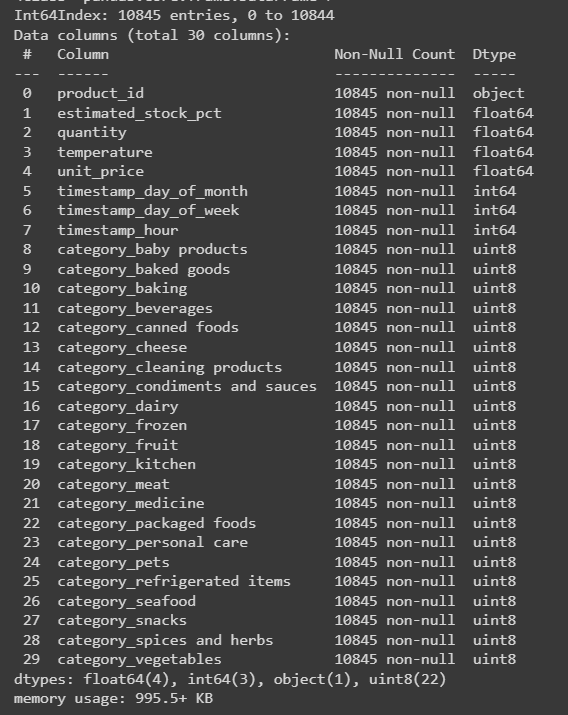 Int64Index: 10845 entries, 0 to 10844
Data columns (total 30 columns):
 #   Column                           Non-Null Count  Dtype
---  ------                           --------------  -----
 0   product_id                       10845 non-null  object
 1   estimated_stock_pct              10845 non-null  float64
 2   quantity                         10845 non-null  float64
 3   temperature                      10845 non-null  float64
 4   unit_price                       10845 non-null  float64
 5   timestamp_day_of_month           10845 non-null  int64
 6   timestamp_day_of_week            10845 non-null  int64
 7   timestamp_hour                   10845 non-null  int64
 8   category_baby products           10845 non-null  uint8
 9   category_baked goods             10845 non-null  uint8
 10  category_baking                  10845 non-null  uint8
 11  category_beverages               10845 non-null  uint8
 12  category_canned foods            10845 non-null  uint8
 13  category_cheese                  10845 non-null  uint8
 14  category_cleaning products       10845 non-null  uint8
 15  category_condiments and sauces   10845 non-null  uint8
 16  category_dairy                   10845 non-null  uint8
 17  category_frozen                  10845 non-null  uint8
 18  category_fruit                   10845 non-null  uint8
 19  category_kitchen                 10845 non-null  uint8
 20  category_meat                    10845 non-null  uint8
 21  category_medicine                10845 non-null  uint8
 22  category_packaged foods          10845 non-null  uint8
 23  category_personal care           10845 non-null  uint8
 24  category_pets                    10845 non-null  uint8
 25  category_refrigerated items      10845 non-null  uint8
 26  category_seafood                 10845 non-null  uint8
 27  category_snacks                  10845 non-null  uint8
 28  category_spices and herbs        10845 non-null  uint8
 29  category_vegetables              10845 non-null  uint8
dtypes: float64(4), int64(3), object(1), uint8(22)
memory usage: 995.5+ KB